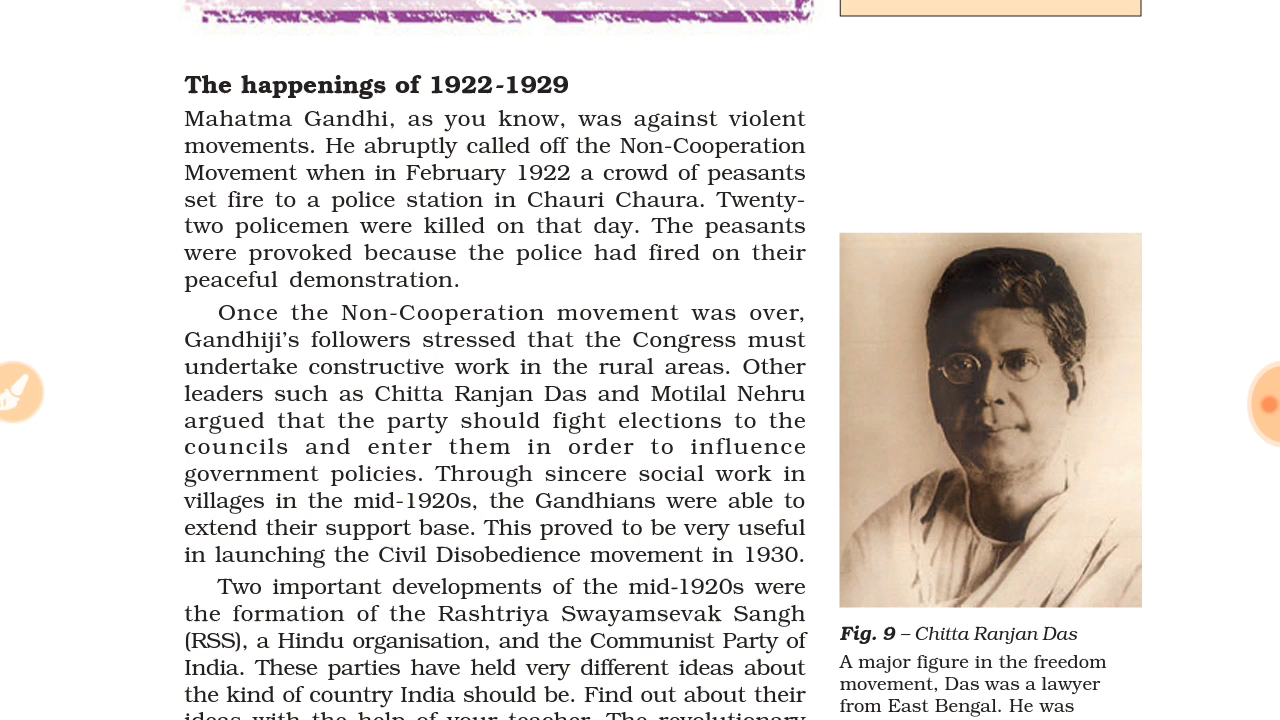 The happenings of 1922-1929
Mahatma Gandhi, as you know, was against violent
movements. He abruptly called off the Non-Cooperation
Movement when in February 1922 a crowd of peasants
set fire to a police station in Chauri Chaura. Twenty-
two policemen were killed on that day. The peasants
were provoked because the police had fired on their
peaceful demonstration.
Once the Non-Cooperation movement was over,
Gandhiji's followers stressed that the Congress must
undertake constructive work in the rural areas. Other
leaders such as Chitta Ranjan Das and Motilal Nehru
argued that the party should fight elections to the
councils and enter them in order to influence
government policies. Through sincere social work in
villages in the mid-1920s, the Gandhians were able to
extend their support base. This proved to be very useful
in launching the Civil Disobedience movement in 1930.
Two important developments of the mid-1920s were
the formation of the Rashtriya Swayamsevak Sangh
(RSS), a Hindu organisation, and the Communist Party of
India. These parties have held very different ideas about
the kind of country India should be. Find out about their
ideas with the help of your teacher. The revolutionary
Fig. 9 – Chitta Ranjan Das
A major figure in the freedom
movement, Das was a lawyer
from East Bengal. He was